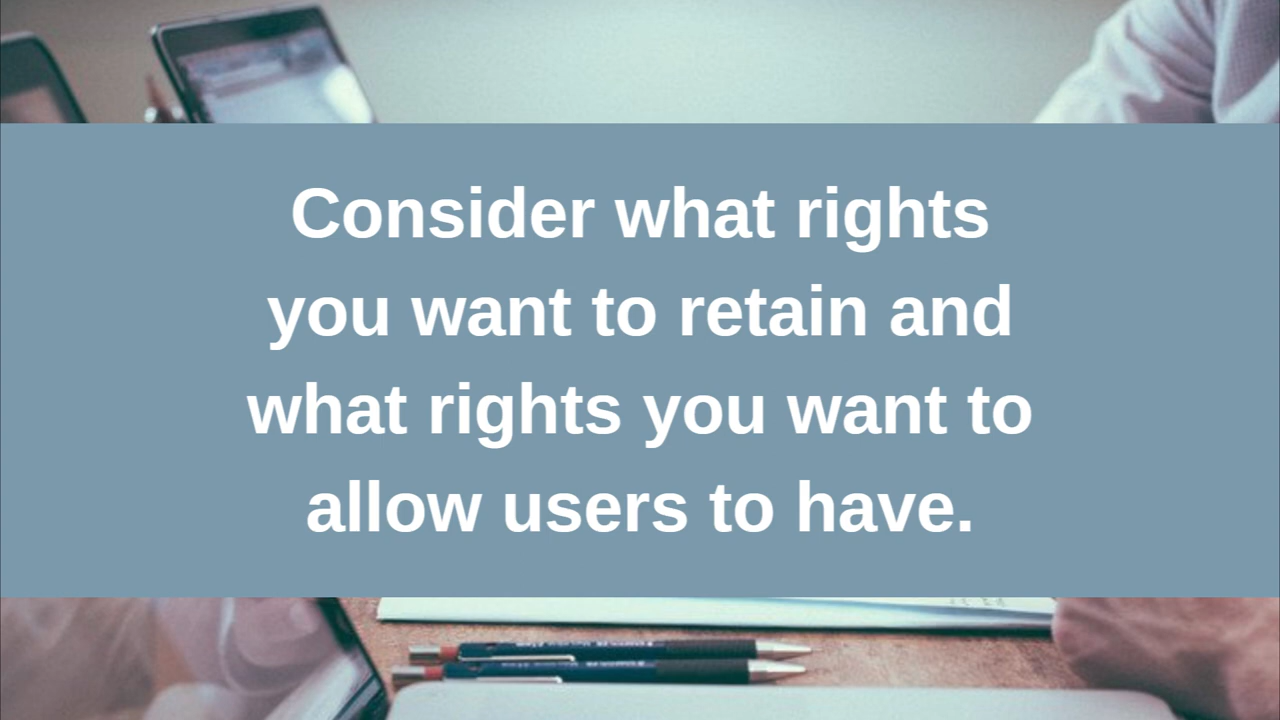 Consider what rights
you want to retain and
what rights you want to
allow users to have.